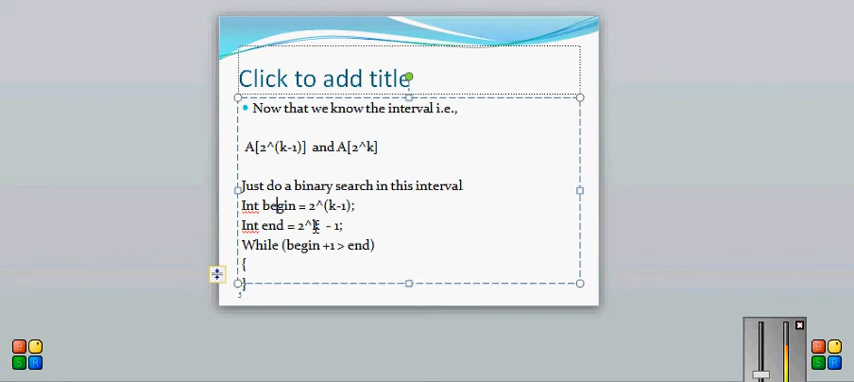 Click to add title
Now that we know the interval i.e.,
A[2^(k-1)] and A[2^k]
Just do a binary search in this interval
Int begin = 2^(k-1);
Int end = 2^k - 1;
While (begin +1 > end)
{
}